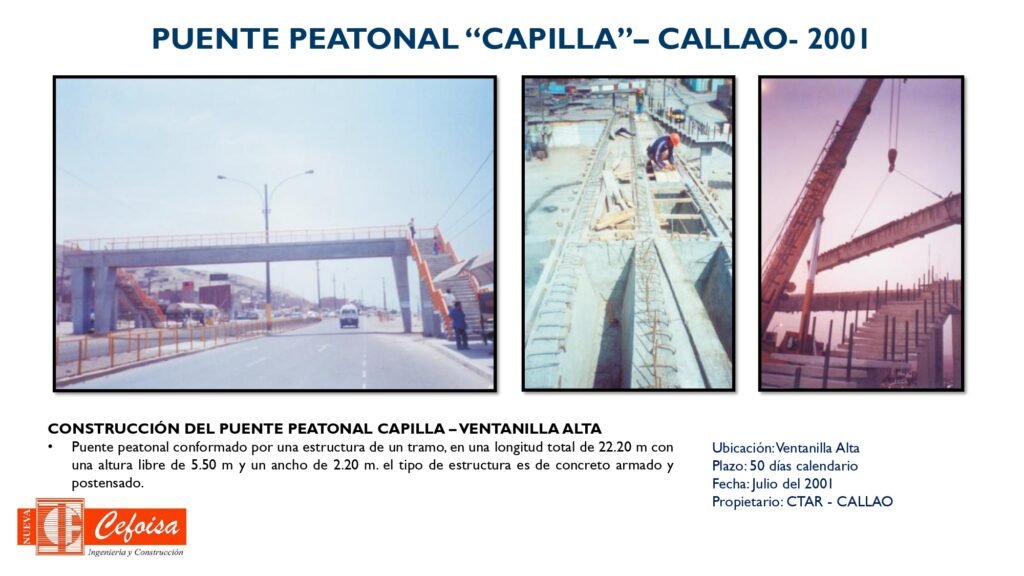 PUENTE PEATONAL “CAPILLA”– CALLAO- 2001
CONSTRUCCIÓN DEL PUENTE PEATONAL CAPILLA – VENTANILLA ALTA
• Puente peatonal conformado por una estructura de un tramo, en una longitud total de 22.20 m con
una altura libre de 5.50 m y un ancho de 2.20 m. el tipo de estructura es de concreto armado y
postensado.
Ubicación: Ventanilla Alta
Plazo: 50 días calendario
Fecha: Julio del 2001
Propietario: CTAR - CALLAO
NUEVA
Cefoisa
Ingeniería y Construcción